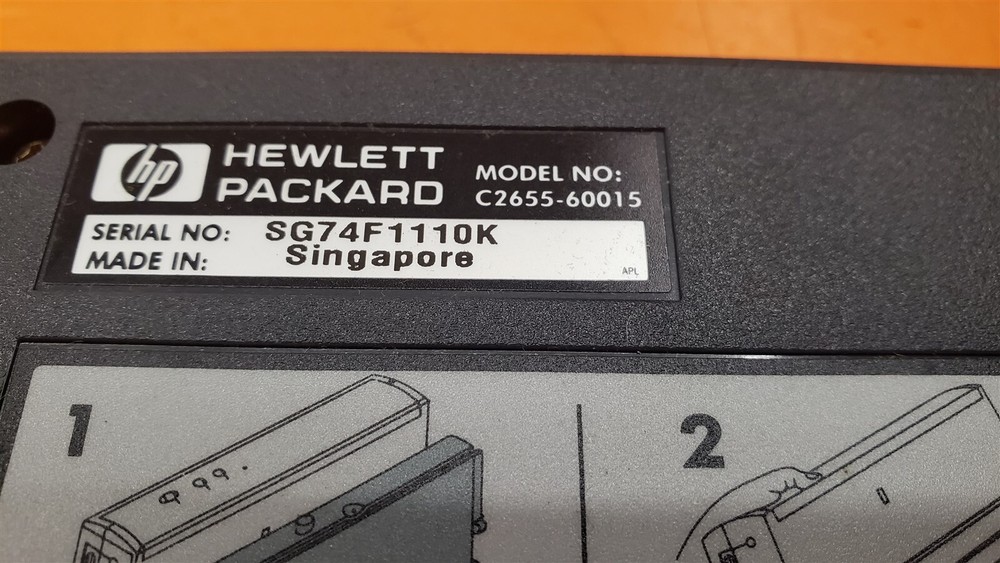 hp HEWLETT
PACKARD
MODEL NO:
C2655-60015
SERIAL NO: SG74F1110K
MADE IN: Singapore
APL
1
2